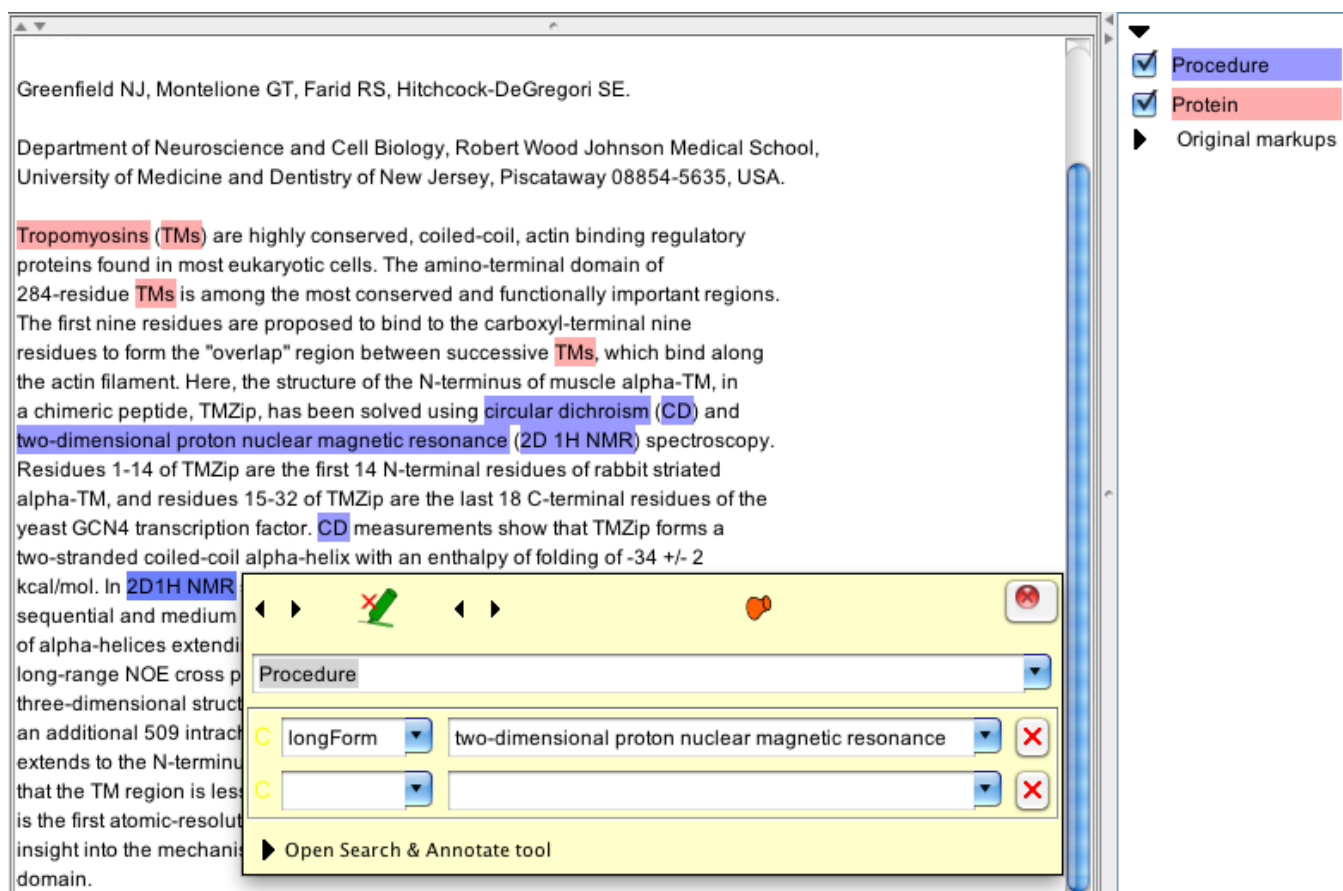 Greenfield NJ, Montelione GT, Farid RS, Hitchcock-DeGregori SE.
Department of Neuroscience and Cell Biology, Robert Wood Johnson Medical School,
University of Medicine and Dentistry of New Jersey, Piscataway 08854-5635, USA.
Tropomyosins (TMs) are highly conserved, coiled-coil, actin binding regulatory
proteins found in most eukaryotic cells. The amino-terminal domain of
284-residue TMs is among the most conserved and functionally important regions.
The first nine residues are proposed to bind to the carboxyl-terminal nine
residues to form the "overlap" region between successive TMs, which bind along
the actin filament. Here, the structure of the N-terminus of muscle alpha-TM, in
a chimeric peptide, TMZip, has been solved using circular dichroism (CD) and
two-dimensional proton nuclear magnetic resonance (2D 1H NMR) spectroscopy.
Residues 1-14 of TMZip are the first 14 N-terminal residues of rabbit striated
alpha-TM, and residues 15-32 of TMZip are the last 18 C-terminal residues of the
yeast GCN4 transcription factor. CD measurements show that TMZip forms a
two-stranded coiled-coil alpha-helix with an enthalpy of folding of -34 +/- 2
kcal/mol. In 2D1H NMR
sequential and medium
of alpha-helices extendi
long-range NOE cross p
three-dimensional struct
an additional 509 intrach
extends to the N-terminu
that the TM region is les
is the first atomic-resolut
insight into the mechanis
domain.
Procedure
C longForm two-dimensional proton nuclear magnetic resonance
C
Open Search & Annotate tool
Procedure
Protein
Original markups